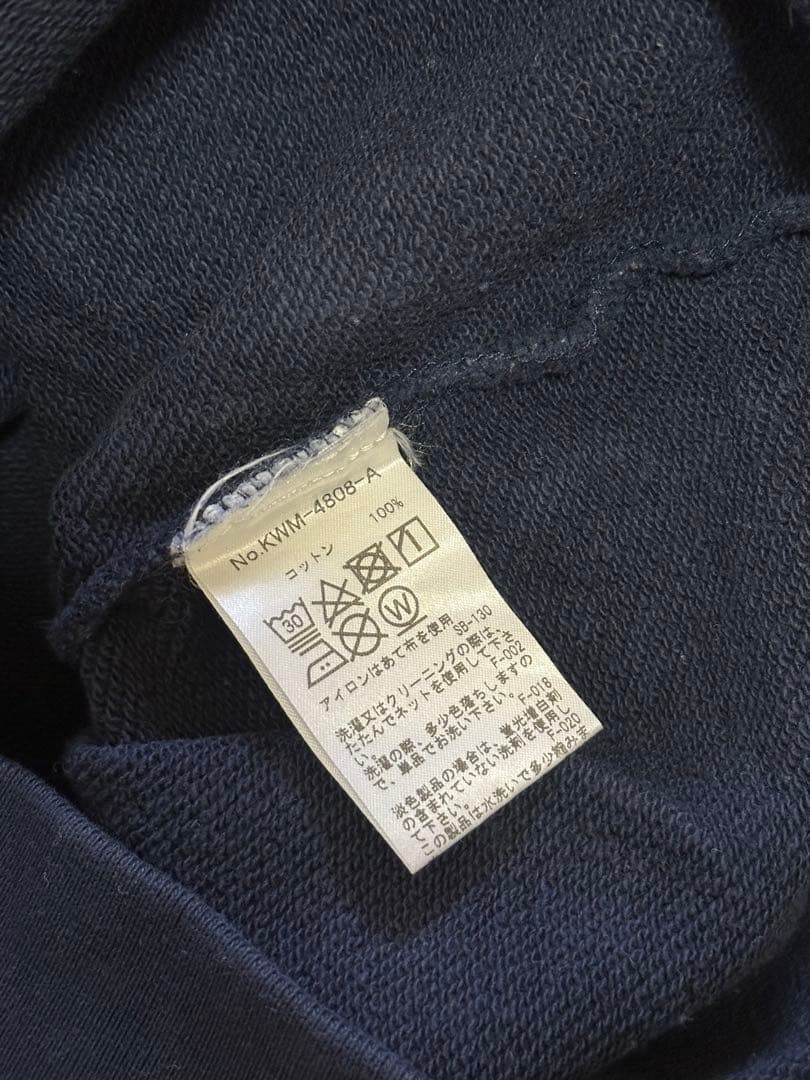 No.KWM-4808-A
コットン 100%
30
W
アイロンはあて布を使用
SB-130
洗濯又はクリーニングの際は、
たたんでネットを使用して下さ
い。 F-002
洗濯の際、多少色落ちしますの
で、単品でお洗い下さい。
F-018
淡色製品の場合は、蛍光増白剤
の含まれていない洗剤を使用し
て下さい。 F-020
この製品は水洗いで多少縮みま